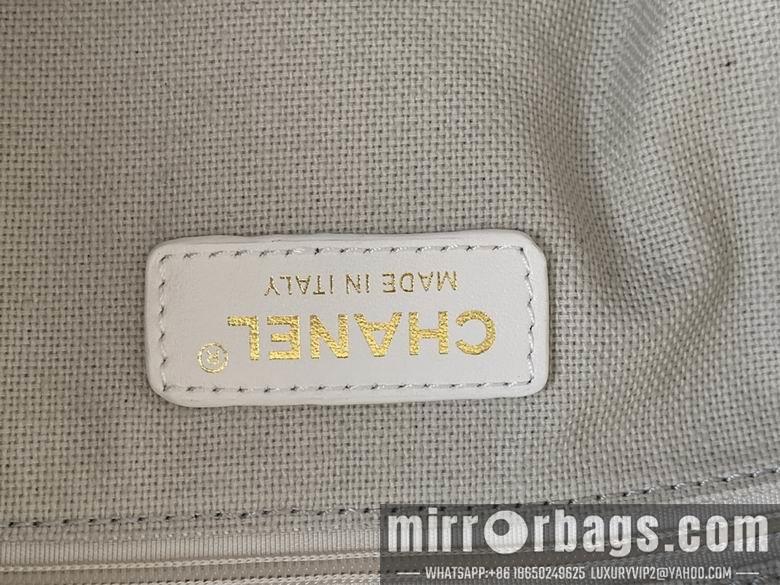 CHANEL®
MADE IN ITALY
mirrorbags.com
WHATSAPP:+86 18650249625 LUXURYVIP2@YAHOO.COM